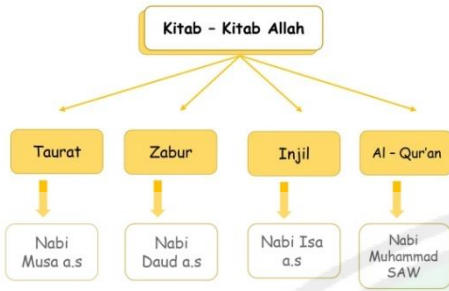 Kitab - Kitab Allah
Taurat
Zabur
Injil
Al - Qur'an
Nabi
Musa a.s
Nabi
Daud a.s
Nabi Isa
a.s
Nabi
Muhammad
SAW